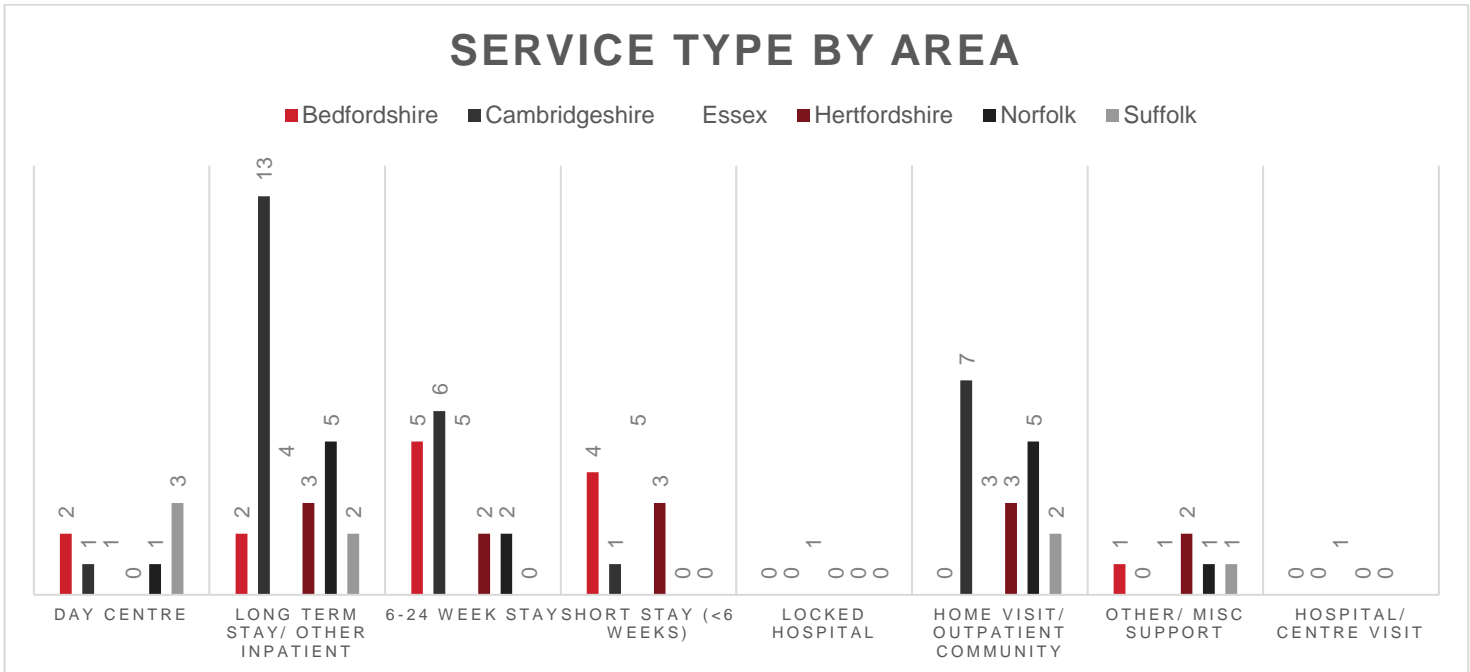 SERVICE TYPE BY AREA
Bedfordshire Cambridgeshire Essex Hertfordshire Norfolk Suffolk
2 1 1 0 1 3
2 13 4 3 5 2
5 6 5 2 2 0
4 1 5 3 0 0
0 0 1 0 0 0
0 7 3 3 5 2
1 0 1 2 1 1
0 0 1 0 0
DAY CENTRE
LONG TERM
STAY/ OTHER
INPATIENT
6-24 WEEK STAY
SHORT STAY (<6
WEEKS)
LOCKED
HOSPITAL
HOME VISIT/
OUTPATIENT
COMMUNITY
OTHER/ MISC
SUPPORT
HOSPITAL/
CENTRE VISIT